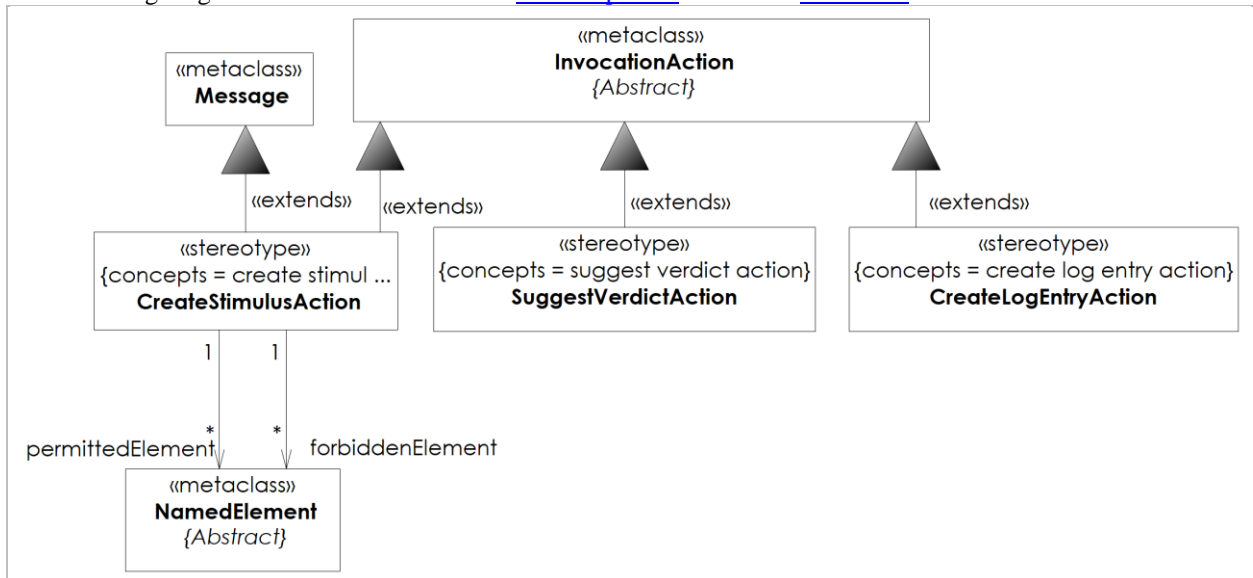 «metaclass»
Message
«metaclass»
InvocationAction
{Abstract}
«extends»
«extends»
«extends»
«extends»
«stereotype»
{concepts = create stimul ...
CreateStimulusAction
«stereotype»
{concepts = suggest verdict action}
SuggestVerdictAction
«stereotype»
{concepts = create log entry action}
CreateLogEntryAction
1
1
*
*
permittedElement
forbiddenElement
«metaclass»
NamedElement
{Abstract}